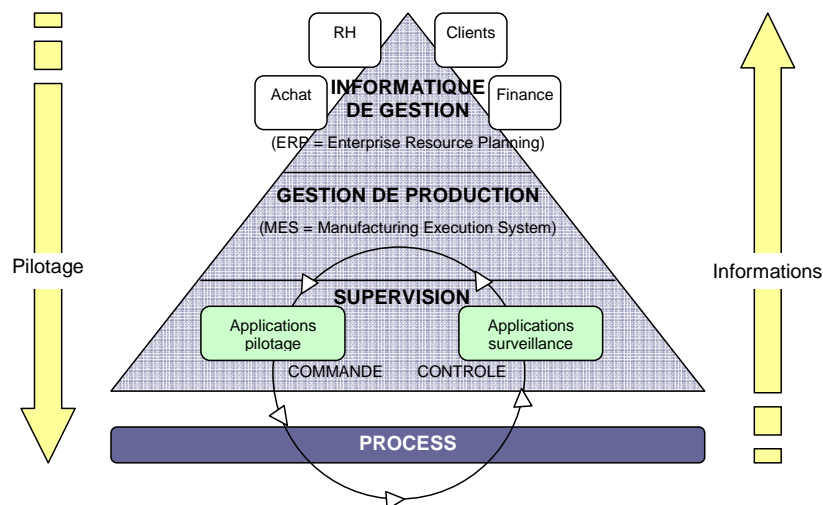 RH
Clients
Achat
INFORMATIQUE
DE GESTION
Finance
(ERP = Enterprise Resource Planning)
GESTION DE PRODUCTION
(MES = Manufacturing Execution System)
Pilotage
Informations
SUPERVISION
Applications
pilotage
Applications
surveillance
COMMANDE
CONTROLE
PROCESS